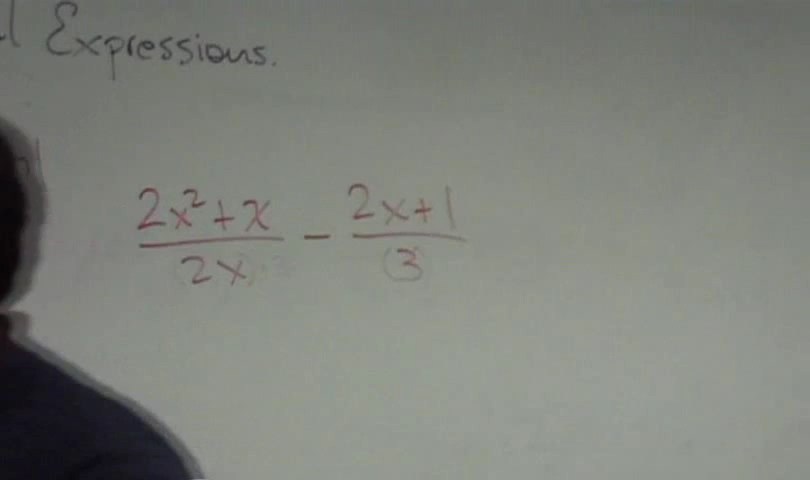 Expressions.
2x²+x / 2x - 2x+1 / 3